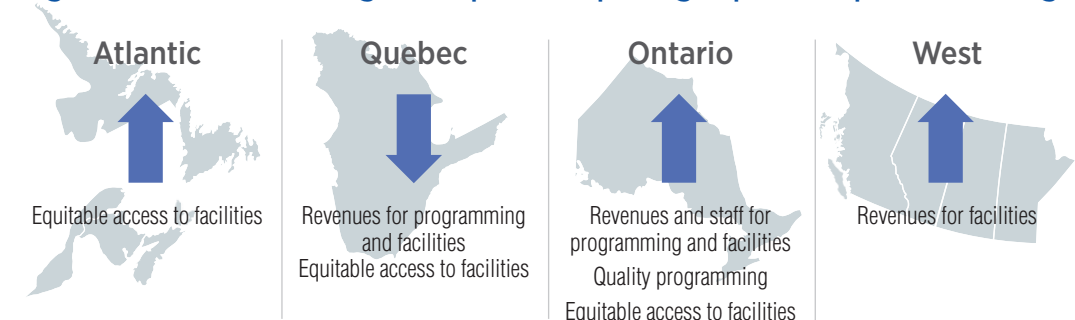 Atlantic
Equitable access to facilities
Quebec
Revenues for programming
and facilities
Equitable access to facilities
Ontario
Revenues and staff for
programming and facilities
Quality programming
Equitable access to facilities
West
Revenues for facilities